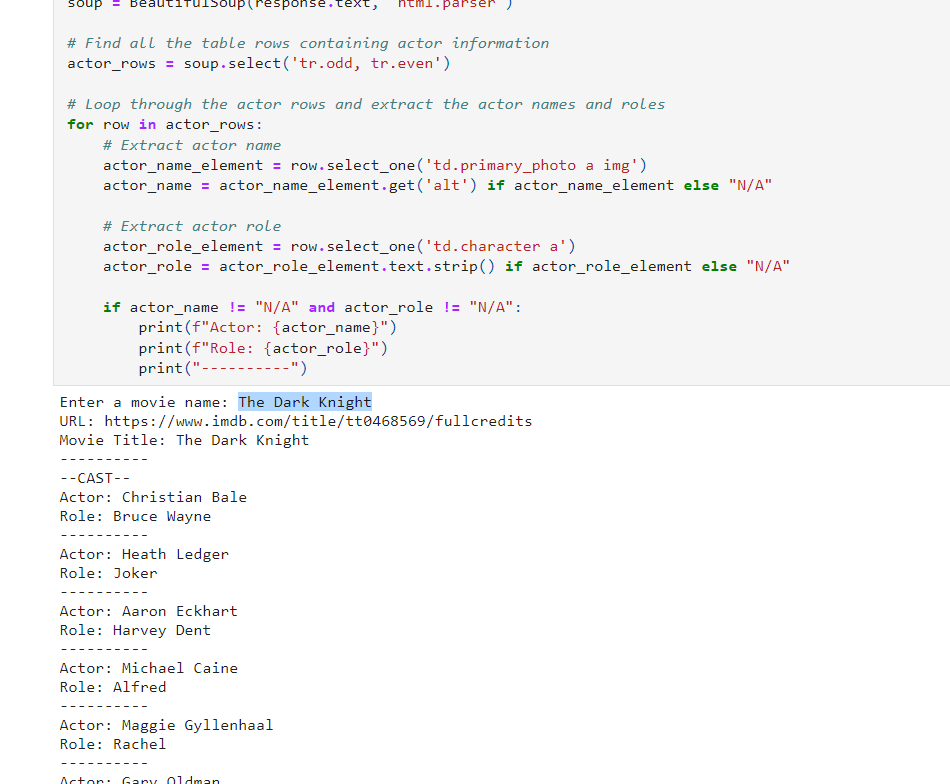 soup = BeautifulSoup(response.text, 'html.parser')
# Find all the table rows containing actor information
actor_rows = soup.select('tr.odd, tr.even')
# Loop through the actor rows and extract the actor names and roles
for row in actor_rows:
    # Extract actor name
    actor_name_element = row.select_one('td.primary_photo a img')
    actor_name = actor_name_element.get('alt') if actor_name_element else "N/A"
    # Extract actor role
    actor_role_element = row.select_one('td.character a')
    actor_role = actor_role_element.text.strip() if actor_role_element else "N/A"
    if actor_name != "N/A" and actor_role != "N/A":
        print(f"Actor: {actor_name}")
        print(f"Role: {actor_role}")
        print("----------")
Enter a movie name: The Dark Knight
URL: https://www.imdb.com/title/tt0468569/fullcredits
Movie Title: The Dark Knight
----------
--CAST--
Actor: Christian Bale
Role: Bruce Wayne
----------
Actor: Heath Ledger
Role: Joker
----------
Actor: Aaron Eckhart
Role: Harvey Dent
----------
Actor: Michael Caine
Role: Alfred
----------
Actor: Maggie Gyllenhaal
Role: Rachel
----------
Actor: Gary Oldman